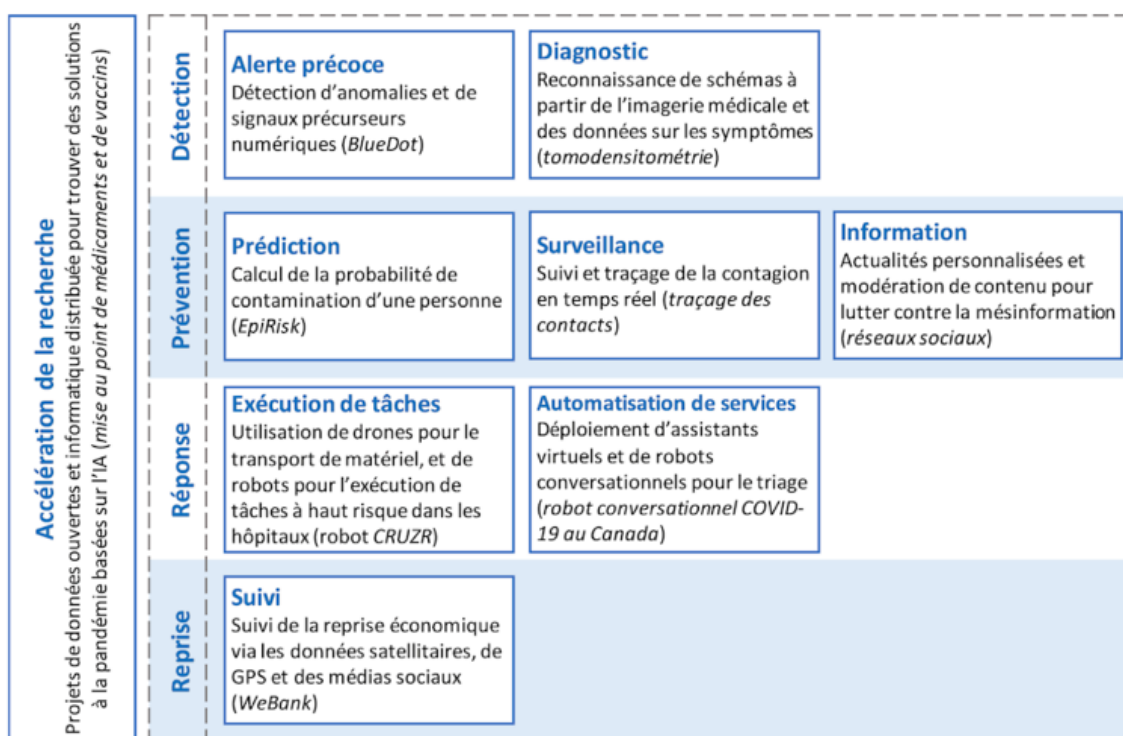 Accélération de la recherche
Projets de données ouvertes et informatique distribuée pour trouver des solutions
à la pandémie basées sur l'IA (mise au point de médicaments et de vaccins)
Détection
Alerte précoce
Détection d'anomalies et de
signaux précurseurs
numériques (BlueDot)
Diagnostic
Reconnaissance de schémas à
partir de l'imagerie médicale et
des données sur les symptômes
(tomodensitométrie)
Prévention
Prédiction
Calcul de la probabilité de
contamination d'une personne
(EpiRisk)
Surveillance
Suivi et traçage de la contagion
en temps réel (traçage des
contacts)
Information
Actualités personnalisées et
modération de contenu pour
lutter contre la mésinformation
(réseaux sociaux)
Réponse
Exécution de tâches
Utilisation de drones pour le
transport de matériel, et de
robots pour l'exécution de
tâches à haut risque dans les
hôpitaux (robot CRUZR)
Automatisation de services
Déploiement d'assistants
virtuels et de robots
conversationnels pour le triage
(robot conversationnel COVID-
19 au Canada)
Reprise
Suivi
Suivi de la reprise économique
via les données satellitaires, de
GPS et des médias sociaux
(WeBank)